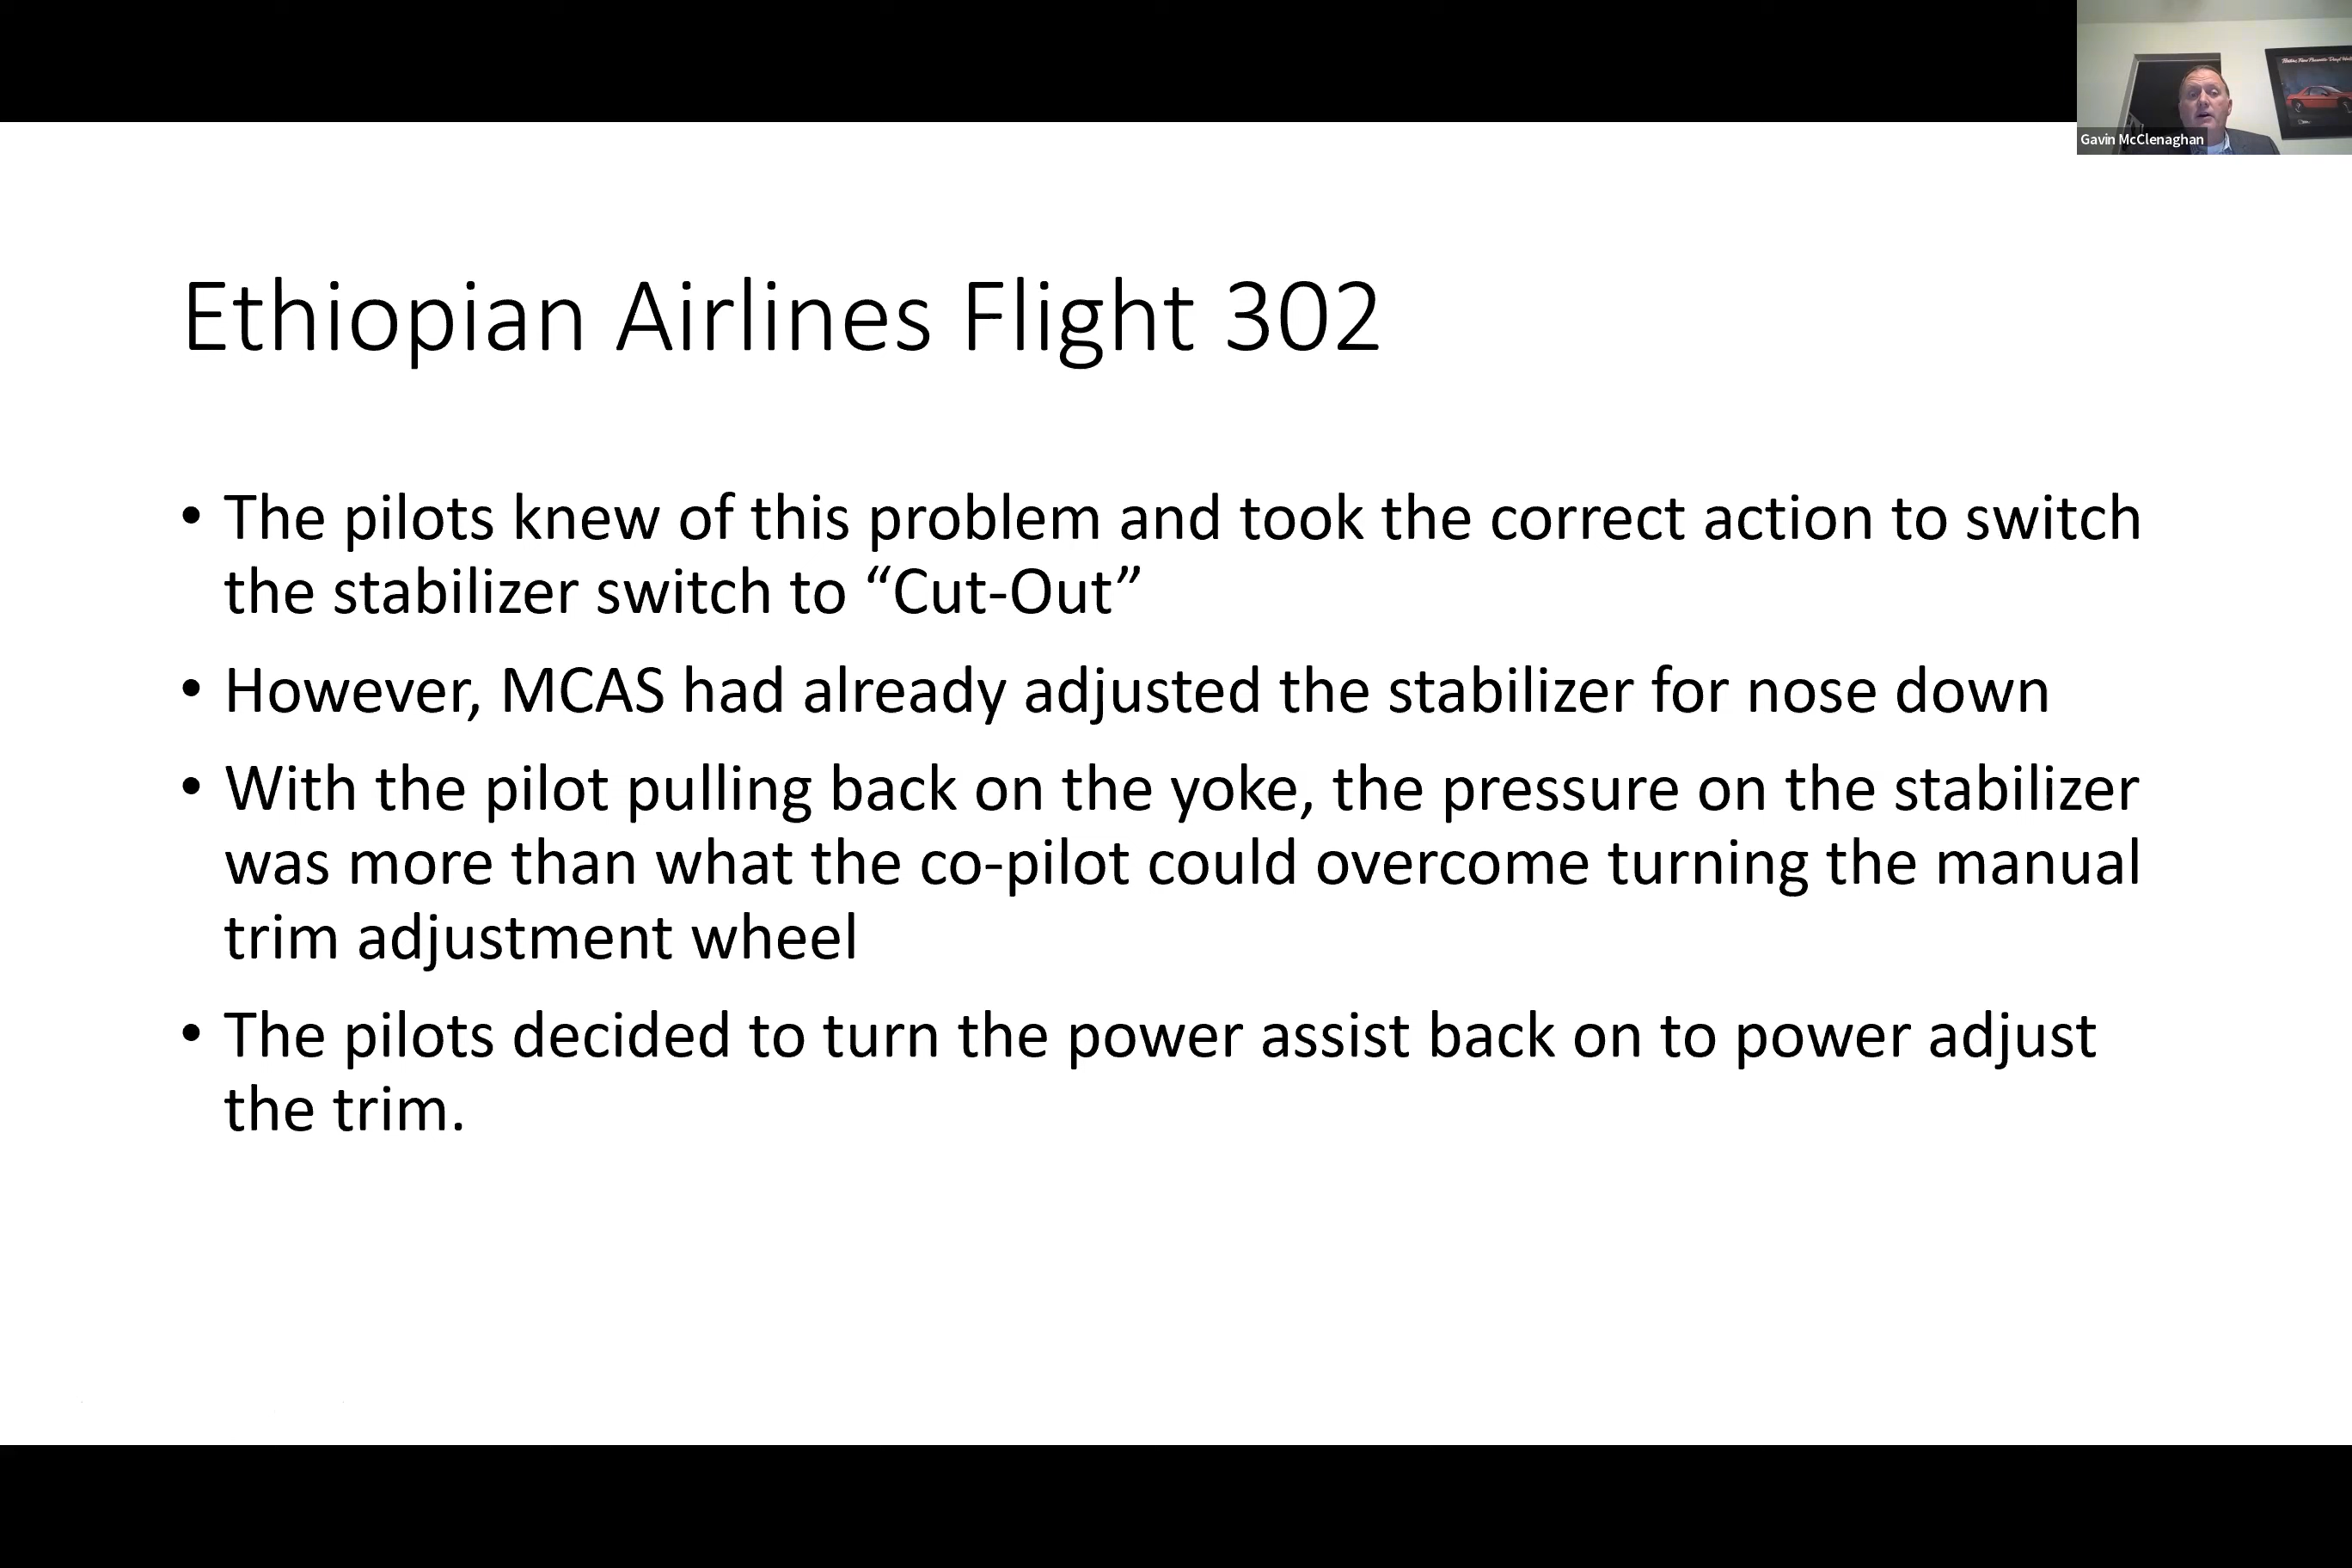 Gavin McClenaghan
Ethiopian Airlines Flight 302
• The pilots knew of this problem and took the correct action to switch
the stabilizer switch to “Cut-Out”
• However, MCAS had already adjusted the stabilizer for nose down
• With the pilot pulling back on the yoke, the pressure on the stabilizer
was more than what the co-pilot could overcome turning the manual
trim adjustment wheel
• The pilots decided to turn the power assist back on to power adjust
the trim.